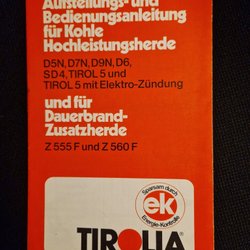 Aufstellungs- und
Bedienungsanleitung
für Kohle
Hochleistungsherde
D5N, D7N, D9N, D6,
SD4, TIROL 5 und
TIROL 5 mit Elektro-Zündung
und für
Dauerbrand-
Zusatzherde
Z 555 F und Z 560 F
Sparsam durch
ek
Energie-Kontrolle
TIROLIA